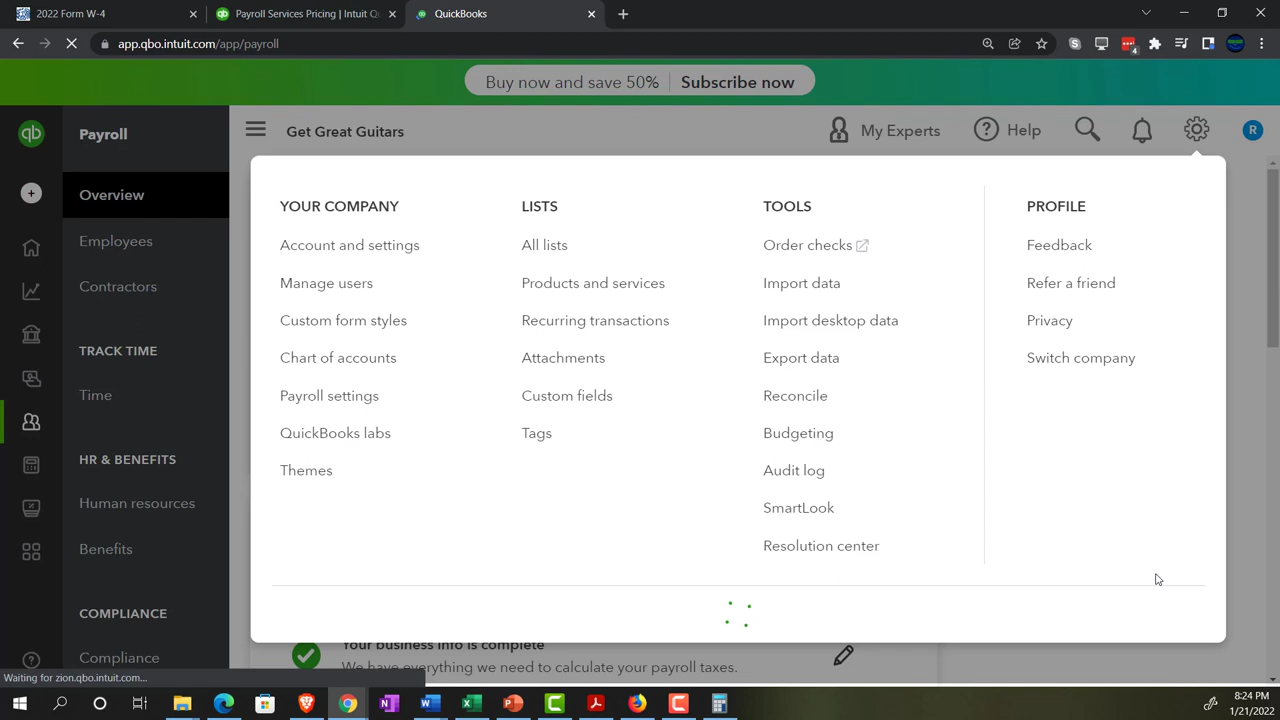 2022 Form W-4
Payroll Services Pricing | Intuit Q
QuickBooks
app.qbo.intuit.com/app/payroll
4
Buy now and save 50% Subscribe now
qb
Payroll
Get Great Guitars
My Experts
Help
R
Overview
Employees
Contractors
TRACK TIME
Time
HR & BENEFITS
Human resources
Benefits
COMPLIANCE
Compliance
YOUR COMPANY
Account and settings
Manage users
Custom form styles
Chart of accounts
Payroll settings
QuickBooks labs
Themes
LISTS
All lists
Products and services
Recurring transactions
Attachments
Custom fields
Tags
TOOLS
Order checks
Import data
Import desktop data
Export data
Reconcile
Budgeting
Audit log
SmartLook
Resolution center
PROFILE
Feedback
Refer a friend
Privacy
Switch company
Your business info is complete
We have everything we need to calculate your payroll taxes.
Waiting for zion.qbo.intuit.com...
8:24 PM
1/21/2022